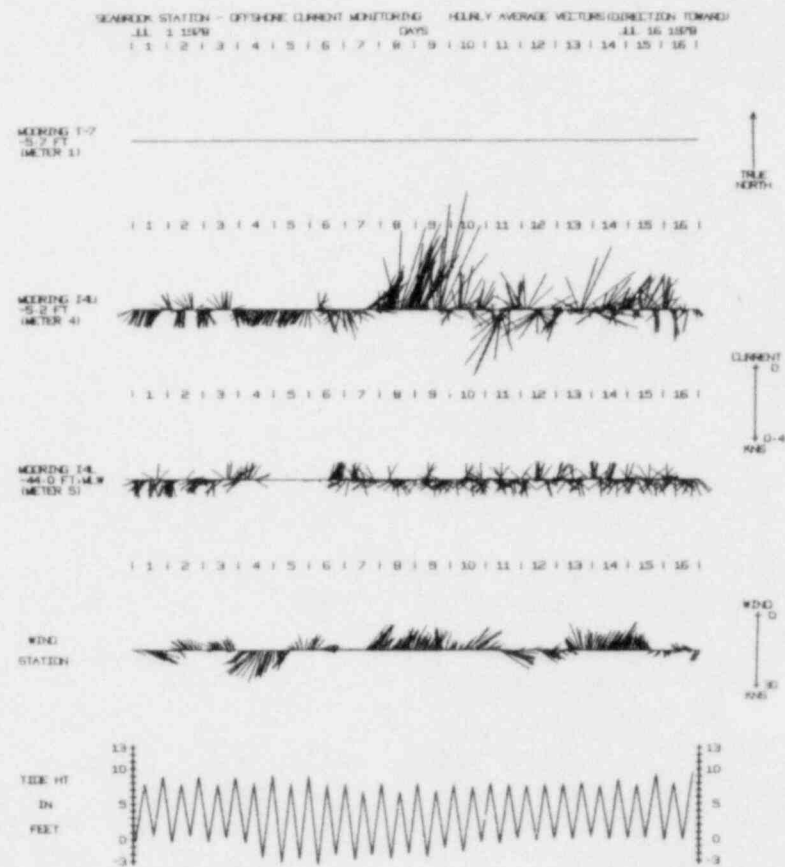 SEABROOK STATION - OFFSHORE CURRENT MONITORING HOURLY AVERAGE VECTORS(DIRECTION TOWARD)
JUL 1 1978 DAYS JUL 16 1978
| 1 | 2 | 3 | 4 | 5 | 6 | 7 | 8 | 9 | 10 | 11 | 12 | 13 | 14 | 15 | 16 |
MOORING T-7
-5.7 FT
(METER 1)
TRUE
NORTH
| 1 | 2 | 3 | 4 | 5 | 6 | 7 | 8 | 9 | 10 | 11 | 12 | 13 | 14 | 15 | 16 |
MOORING I4U
-5.2 FT
(METER 4)
CURRENT
0
0.4
KNS
| 1 | 2 | 3 | 4 | 5 | 6 | 7 | 8 | 9 | 10 | 11 | 12 | 13 | 14 | 15 | 16 |
MOORING I4L
-44.0 FT.MLW
(METER 5)
| 1 | 2 | 3 | 4 | 5 | 6 | 7 | 8 | 9 | 10 | 11 | 12 | 13 | 14 | 15 | 16 |
WIND
STATION
WIND
0
30
KNS
TIDE HT
IN
FEET
13
10
5
0
-3
13
10
5
0
-3